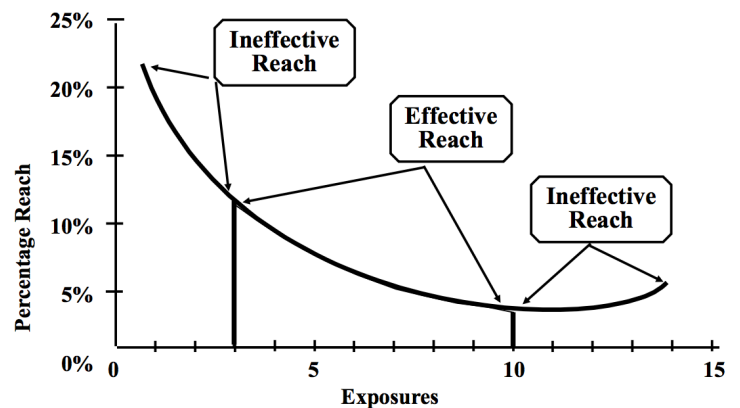 25%
Ineffective
Reach
20%
Effective
Reach
15%
Ineffective
Reach
10%
5%
0%
0 5 10 15
Percentage Reach
Exposures